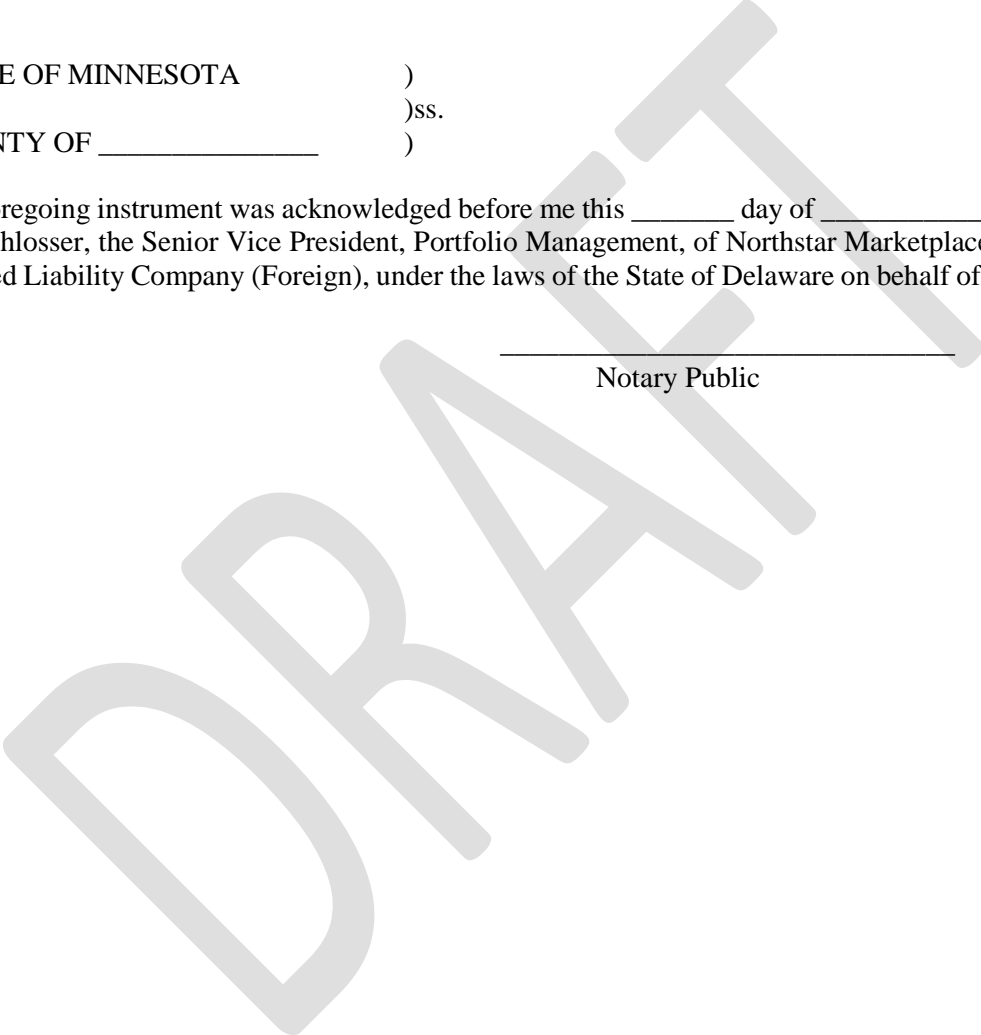 E OF MINNESOTA )
)ss.
NTY OF _______________ )
regoing instrument was acknowledged before me this _______ day of ___________
hlosser, the Senior Vice President, Portfolio Management, of Northstar Marketplace
ed Liability Company (Foreign), under the laws of the State of Delaware on behalf of
_______________________________
Notary Public
DRAFT